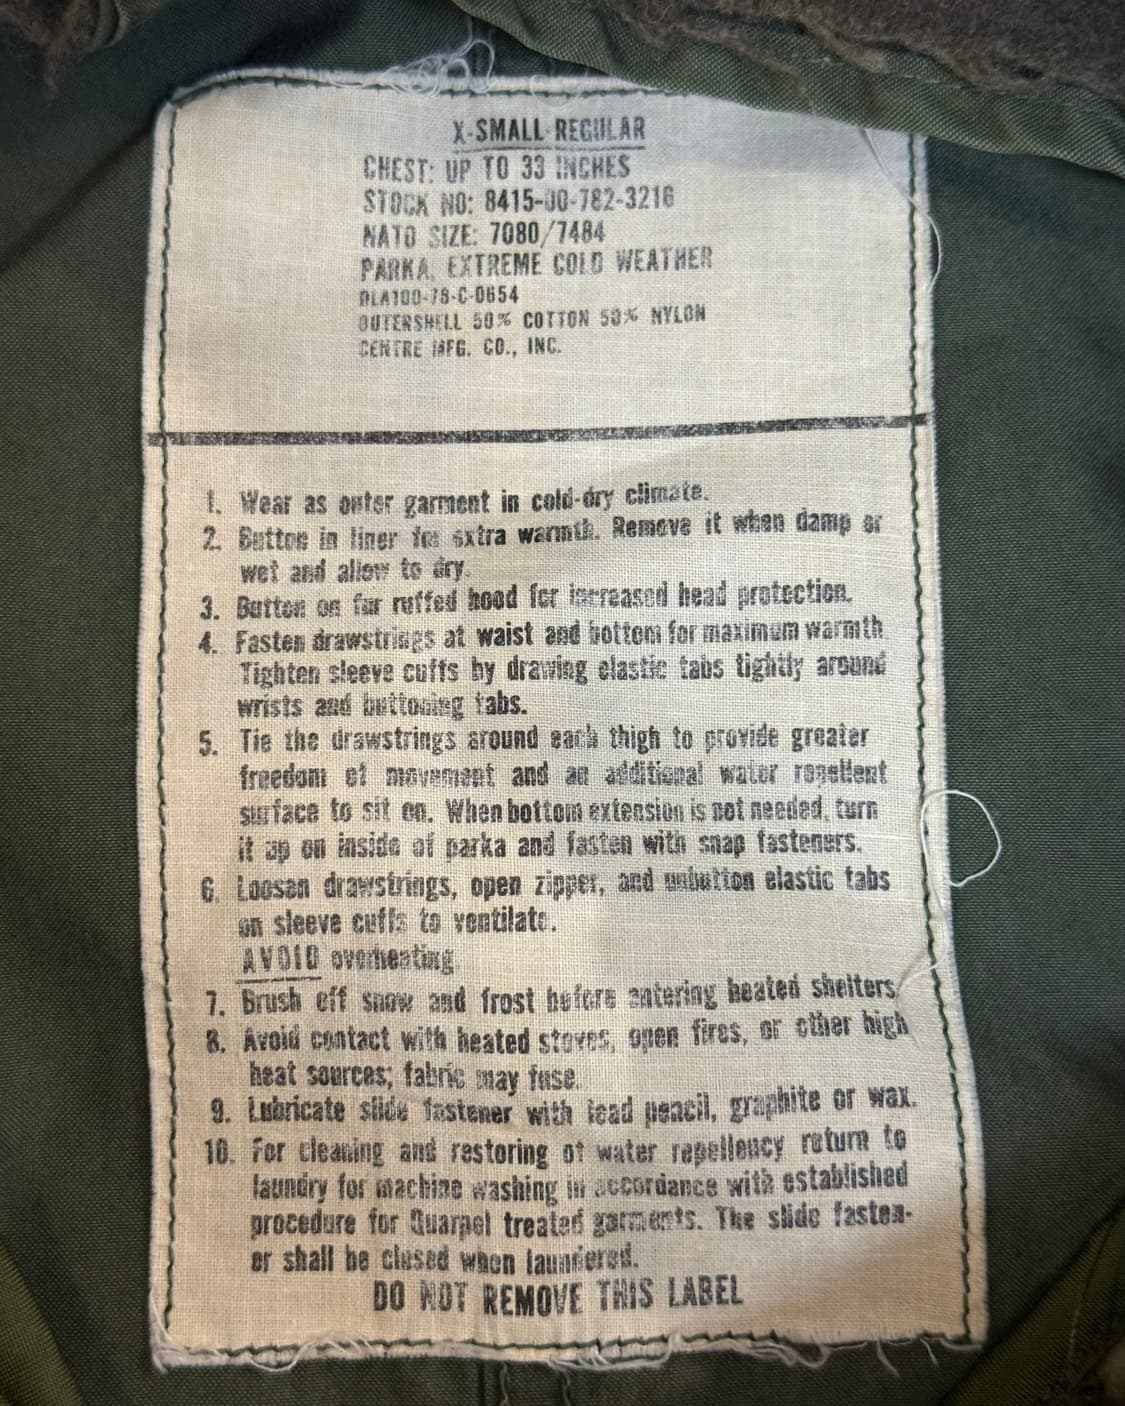 X-SMALL-REGULAR
CHEST: UP TO 33 INCHES
STOCK NO: 8415-00-782-3216
NATO SIZE: 7080/7484
PARKA, EXTREME COLD WEATHER
DLA100-78-C-0654
OUTERSHELL 50% COTTON 50% NYLON
CENTRE MFG. CO., INC.
1. Wear as outer garment in cold-dry climate.
2. Button in liner for extra warmth. Remove it when damp or
wet and allow to dry.
3. Button on fur ruffed hood for increased head protection.
4. Fasten drawstrings at waist and bottom for maximum warmth
Tighten sleeve cuffs by drawing elastic tabs tightly around
wrists and buttoning tabs.
5. Tie the drawstrings around each thigh to provide greater
freedom of movement and an additional water repellent
surface to sit on. When bottom extension is not needed, turn
it up on inside of parka and fasten with snap fasteners.
6. Loosen drawstrings, open zipper, and unbutton elastic tabs
on sleeve cuffs to ventilate.
AVOID overheating
7. Brush off snow and frost before entering heated shelters
8. Avoid contact with heated stoves, open fires, or other high
heat sources; fabric may fuse.
9. Lubricate slide fastener with lead pencil, graphite or wax.
10. For cleaning and restoring of water repellency return to
laundry for machine washing in accordance with established
procedure for Quarpel treated garments. The slide fasten-
er shall be closed when laundered.
DO NOT REMOVE THIS LABEL